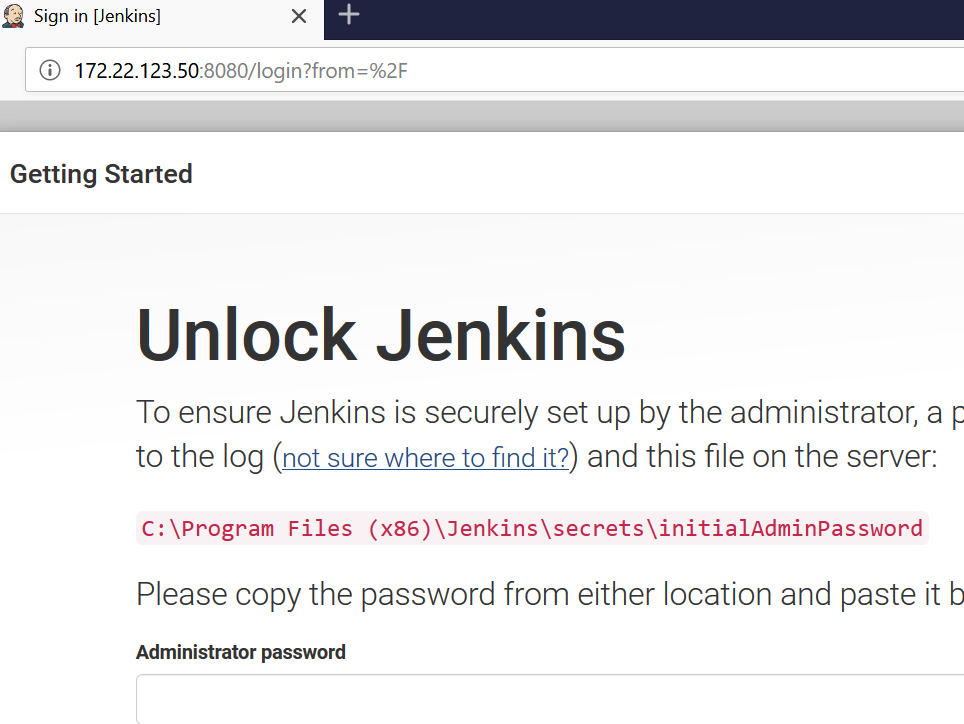 Sign in [Jenkins]
172.22.123.50:8080/login?from=%2F
Getting Started
Unlock Jenkins
To ensure Jenkins is securely set up by the administrator, a p
to the log (not sure where to find it?) and this file on the server:
C:\Program Files (x86)\Jenkins\secrets\initialAdminPassword
Please copy the password from either location and paste it b
Administrator password